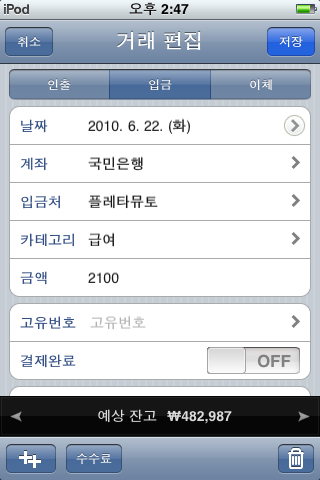 iPod 오후 2:47
취소 거래 편집 저장
인출 입금 이체
날짜 2010. 6. 22. (화)
계좌 국민은행
입금처 플레타뮤토
카테고리 급여
금액 2100
고유번호 고유번호
결제완료 OFF
예상 잔고 ₩482,987
수수료